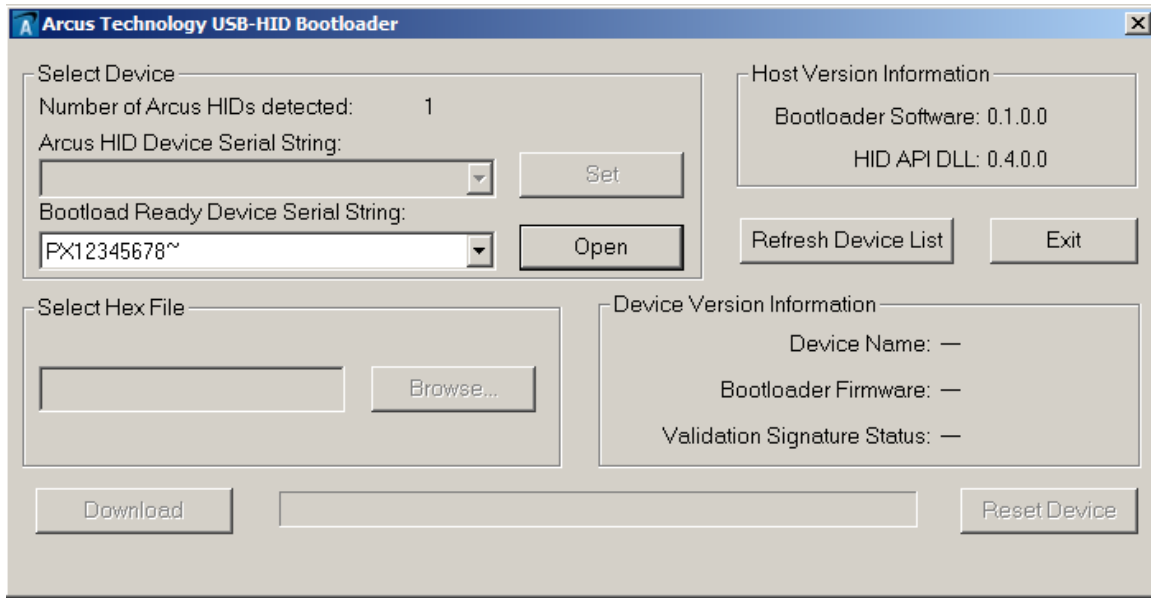 Arcus Technology USB-HID Bootloader
Select Device
Number of Arcus HIDs detected: 1
Arcus HID Device Serial String:
Set
Bootload Ready Device Serial String:
PX12345678~
Open
Host Version Information
Bootloader Software: 0.1.0.0
HID API DLL: 0.4.0.0
Refresh Device List
Exit
Select Hex File
Browse...
Device Version Information
Device Name: —
Bootloader Firmware: —
Validation Signature Status: —
Download
Reset Device